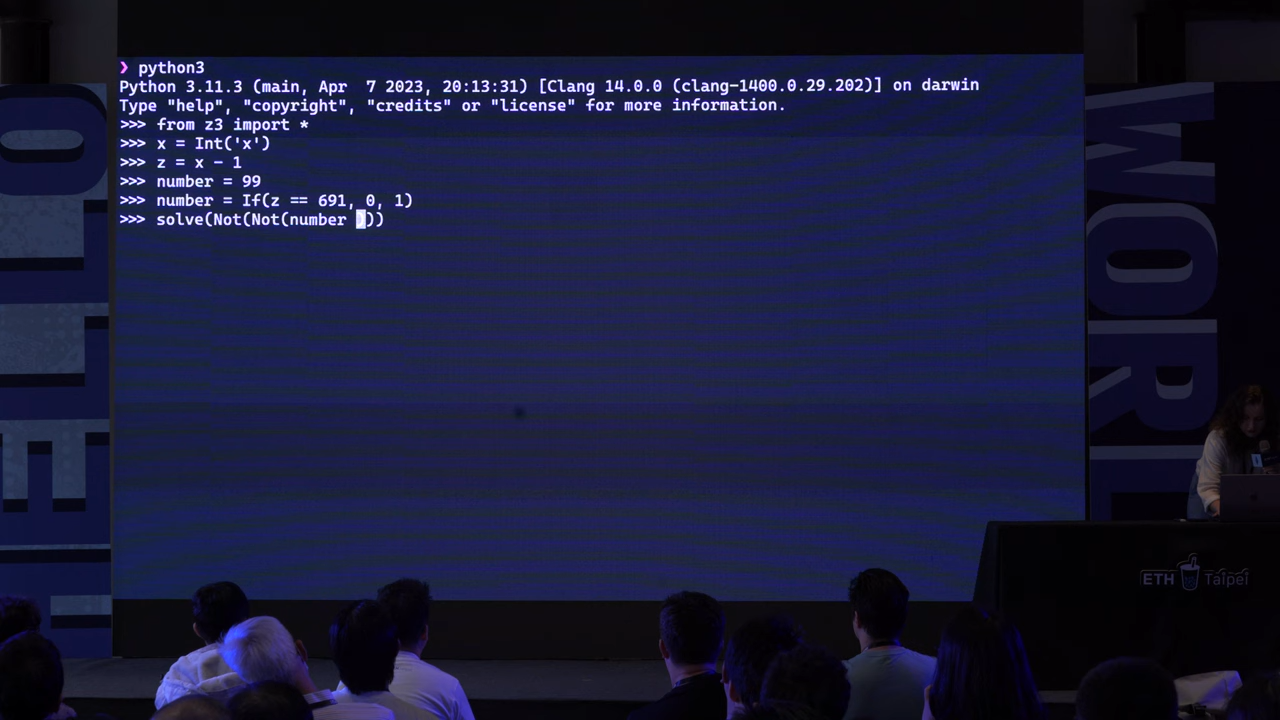 ❯ python3
Python 3.11.3 (main, Apr  7 2023, 20:13:31) [Clang 14.0.0 (clang-1400.0.29.202)] on darwin
Type "help", "copyright", "credits" or "license" for more information.
>>> from z3 import *
>>> x = Int('x')
>>> z = x - 1
>>> number = 99
>>> number = If(z == 691, 0, 1)
>>> solve(Not(Not(number )))
HELLO
WORL
ETH Taipei